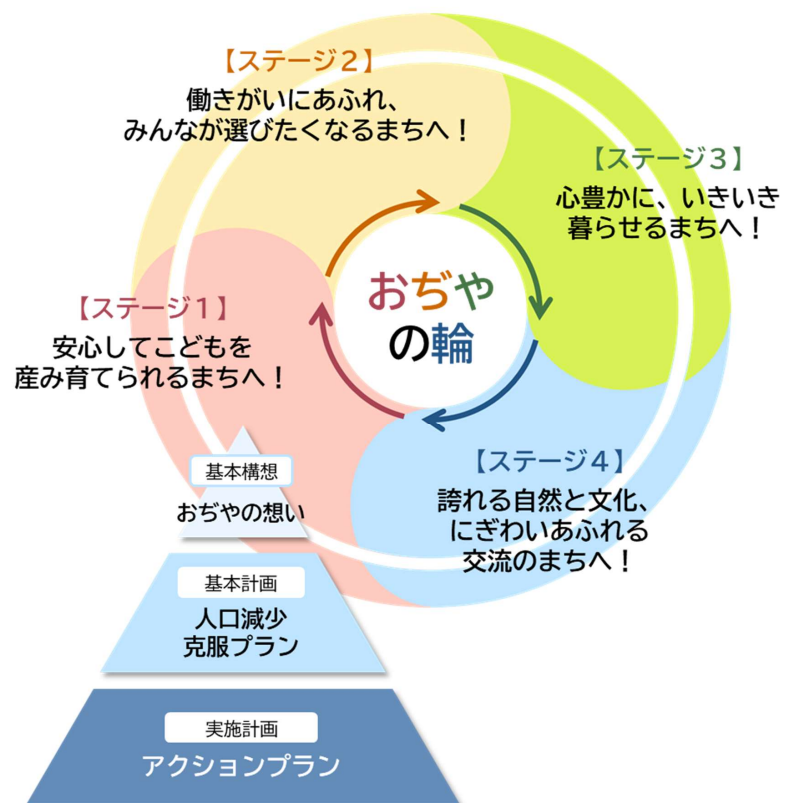 【ステージ２】
働きがいにあふれ、
みんなが選びたくなるまちへ！
【ステージ３】
心豊かに、いきいき
暮らせるまちへ！
おぢや
の輪
【ステージ１】
安心してこどもを
産み育てられるまちへ！
【ステージ４】
誇れる自然と文化、
にぎわいあふれる
交流のまちへ！
基本構想
おぢやの想い
基本計画
人口減少
克服プラン
実施計画
アクションプラン